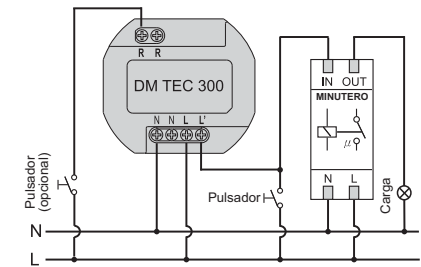 R R
DM TEC 300
N N L L'
IN OUT
MINUTERO
μ
N L
Pulsador
(opcional)
Pulsador
Carga
N
L